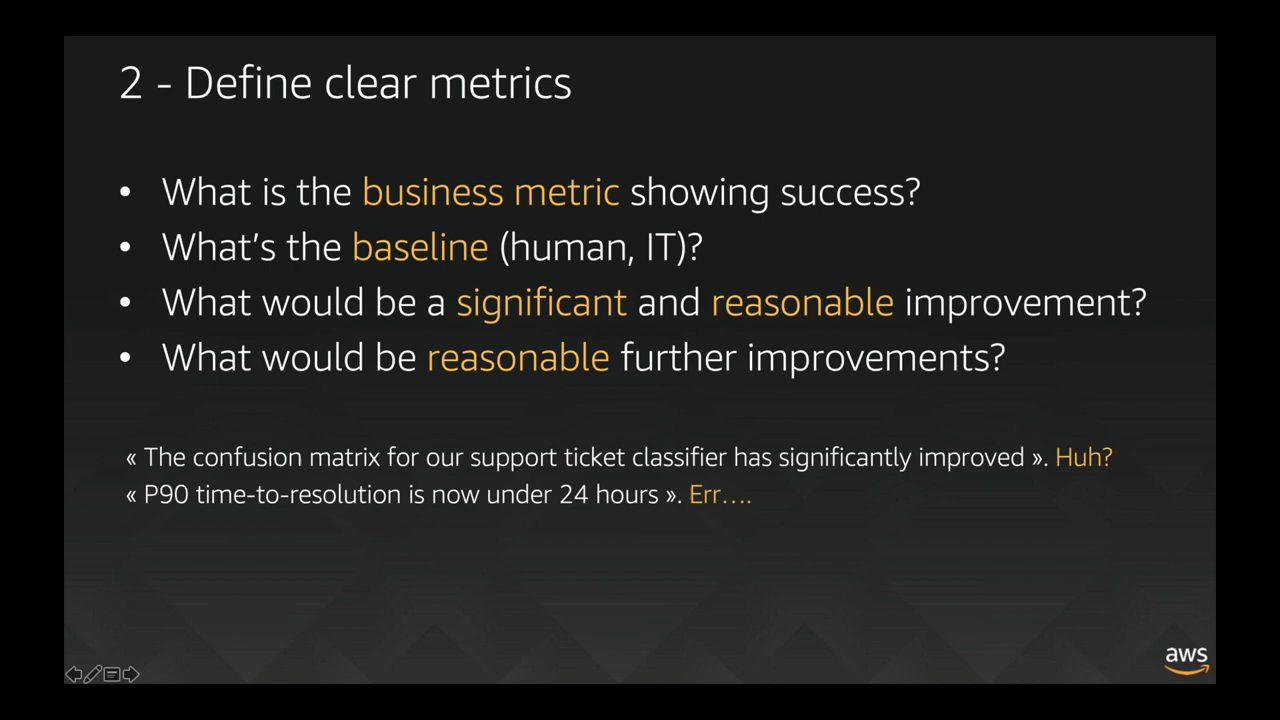 2 - Define clear metrics
• What is the business metric showing success?
• What's the baseline (human, IT)?
• What would be a significant and reasonable improvement?
• What would be reasonable further improvements?
« The confusion matrix for our support ticket classifier has significantly improved ». Huh?
« P90 time-to-resolution is now under 24 hours ». Err….
aws